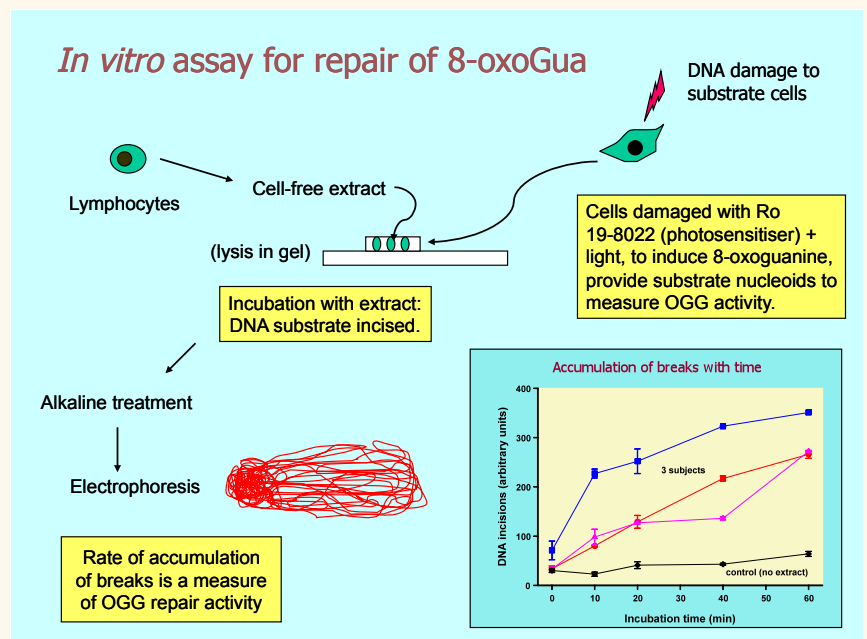 In vitro assay for repair of 8-oxoGua
DNA damage to
substrate cells
Lymphocytes
Cell-free extract
(lysis in gel)
Cells damaged with Ro
19-8022 (photosensitiser) +
light, to induce 8-oxoguanine,
provide substrate nucleoids to
measure OGG activity.
Incubation with extract:
DNA substrate incised.
Alkaline treatment
Electrophoresis
Rate of accumulation
of breaks is a measure
of OGG repair activity
Accumulation of breaks with time
DNA incisions (arbitrary units)
400
300
200
100
0
3 subjects
control (no extract)
0 10 20 30 40 50 60
Incubation time (min)